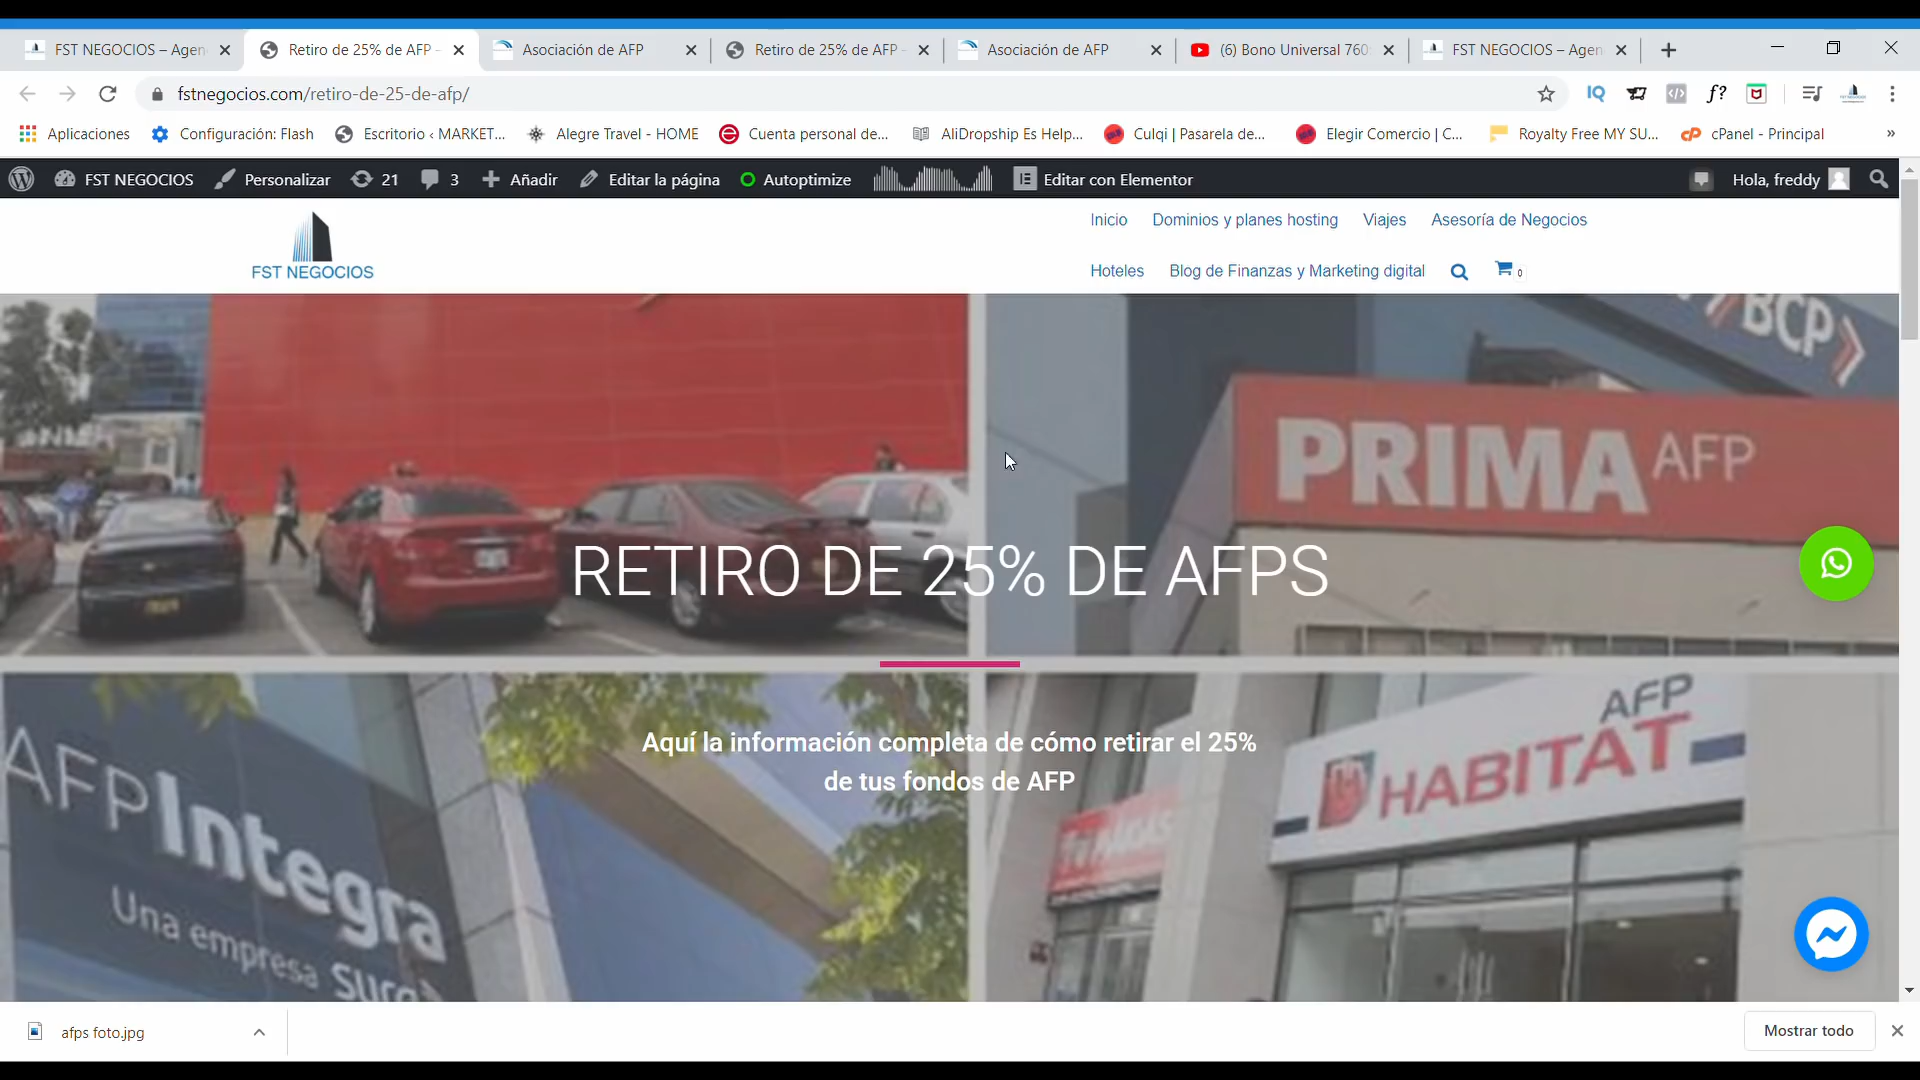 FST NEGOCIOS – Agen
Retiro de 25% de AFP -
Asociación de AFP
Retiro de 25% de AFP -
Asociación de AFP
(6) Bono Universal 760
FST NEGOCIOS – Agen
fstnegocios.com/retiro-de-25-de-afp/
IQ
f?
Aplicaciones
Configuración: Flash
Escritorio ‹ MARKET...
Alegre Travel - HOME
Cuenta personal de...
AliDropship Es Help...
Culqi | Pasarela de...
Elegir Comercio | C...
Royalty Free MY SU...
cPanel - Principal
»
FST NEGOCIOS
Personalizar
21
3
Añadir
Editar la página
Autoptimize
Editar con Elementor
Hola, freddy
FST NEGOCIOS
Inicio
Dominios y planes hosting
Viajes
Asesoría de Negocios
Hoteles
Blog de Finanzas y Marketing digital
0
BCP
PRIMA AFP
RETIRO DE 25% DE AFPS
AFP
HABITAT
Aquí la información completa de cómo retirar el 25%
de tus fondos de AFP
AFP Integra
Una empresa
afps foto.jpg
Mostrar todo